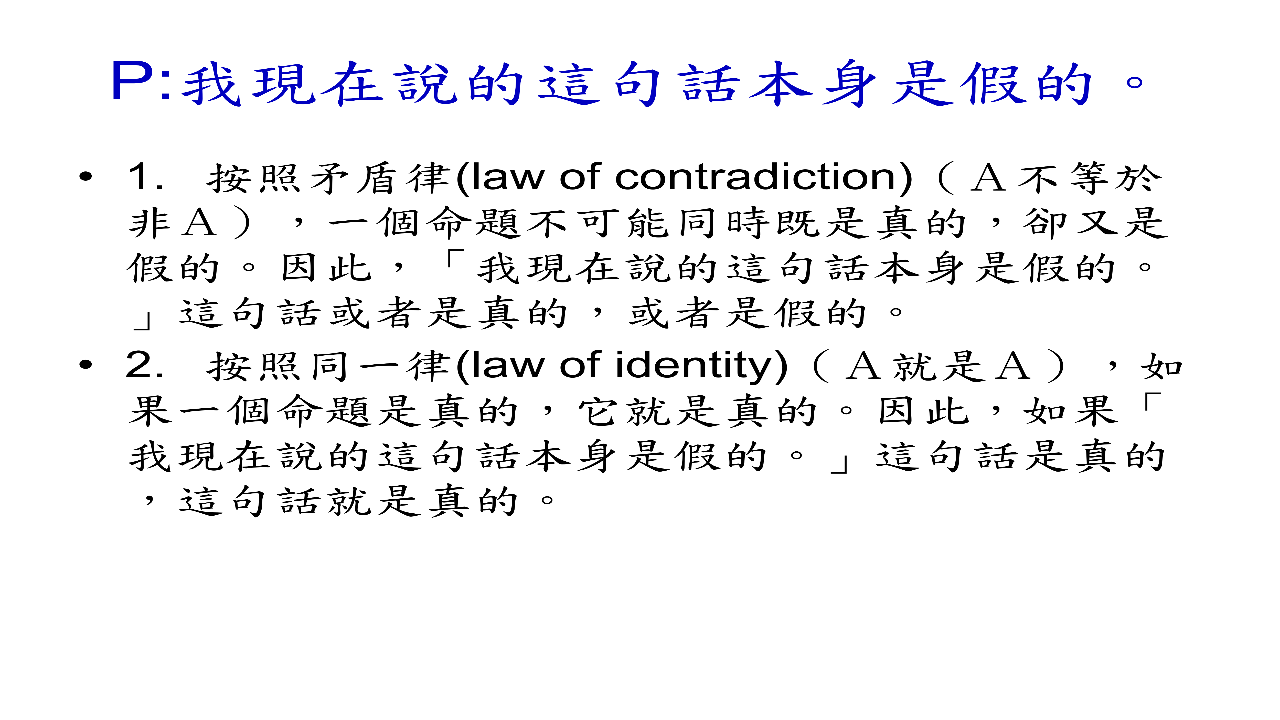 P:我現在說的這句話本身是假的。
• 1. 按照矛盾律(law of contradiction)（Ａ不等於
非Ａ），一個命題不可能同時既是真的，卻又是
假的。因此，「我現在說的這句話本身是假的。
」這句話或者是真的，或者是假的。
• 2. 按照同一律(law of identity)（Ａ就是Ａ），如
果一個命題是真的，它就是真的。因此，如果「
我現在說的這句話本身是假的。」這句話是真的
，這句話就是真的。